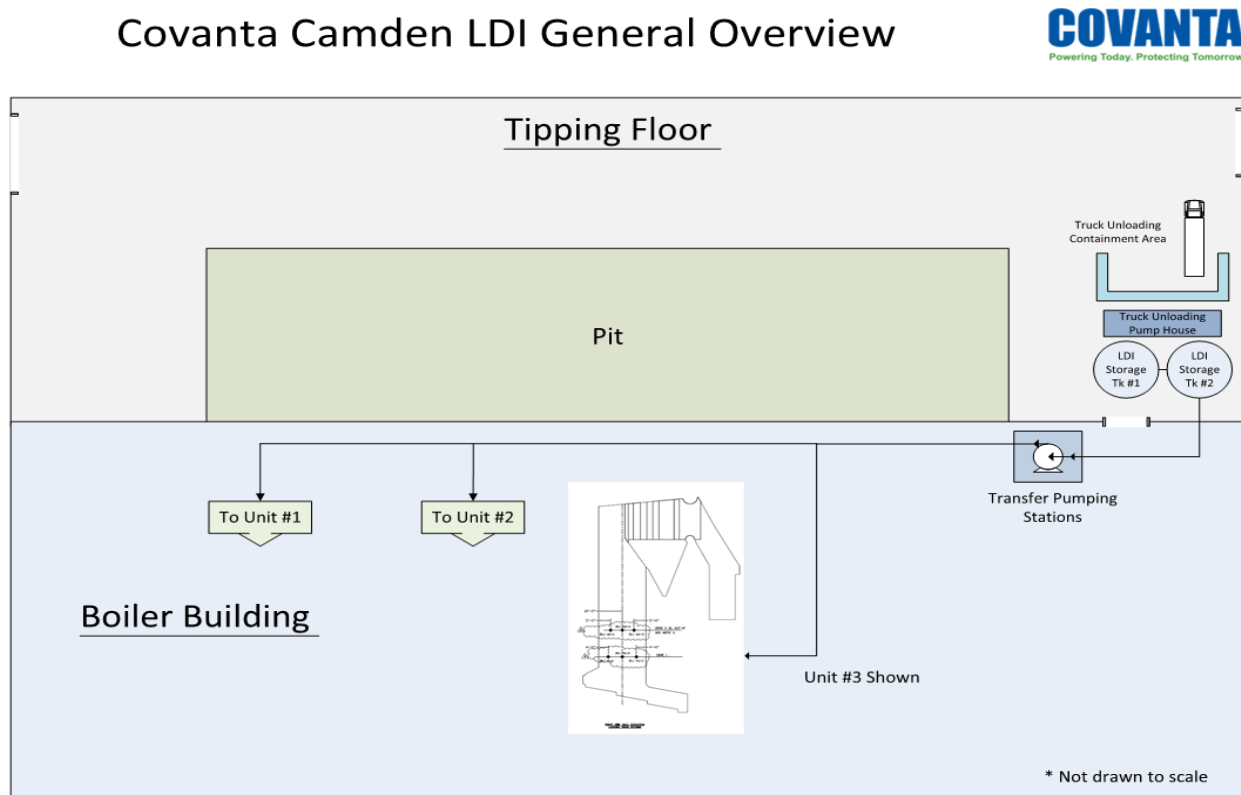 Covanta Camden LDI General Overview
COVANTA
Powering Today. Protecting Tomorrow
Tipping Floor
Truck Unloading
Containment Area
Truck Unloading
Pump House
Pit
LDI
Storage
Tk #1
LDI
Storage
Tk #2
Transfer Pumping
Stations
To Unit #1
To Unit #2
Boiler Building
Unit #3 Shown
* Not drawn to scale